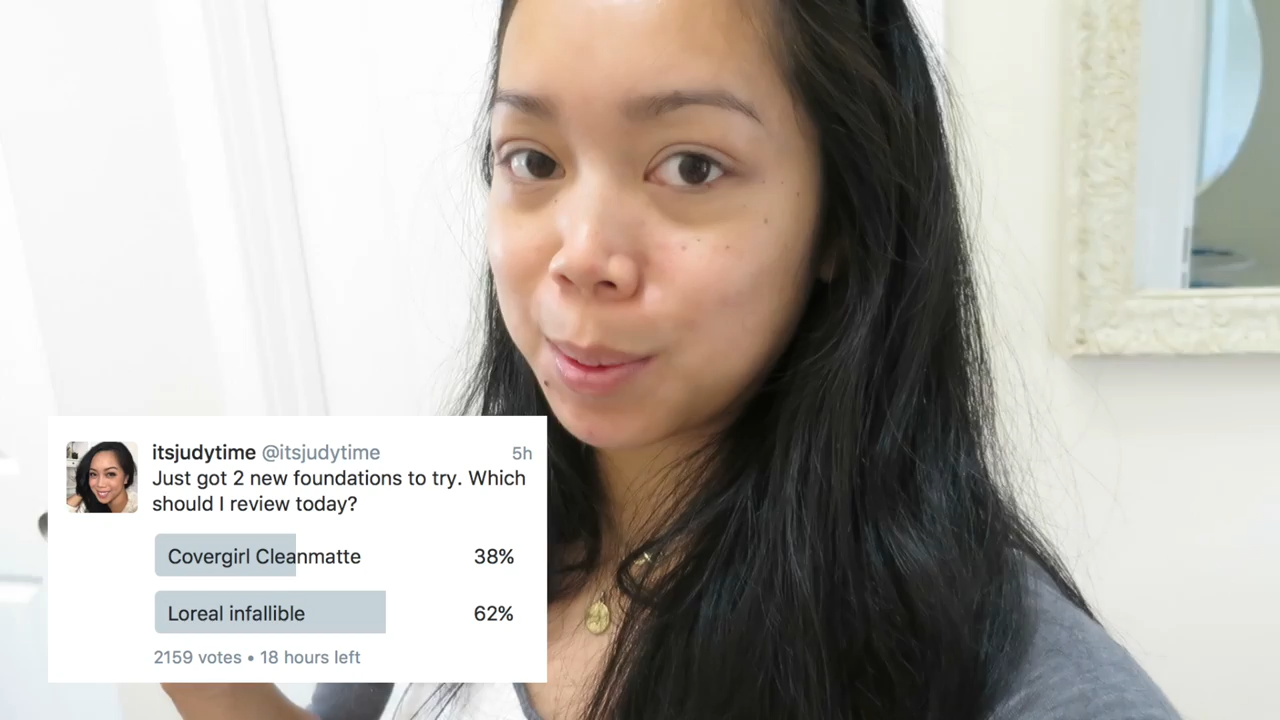 itsjudytime @itsjudytime 5h
Just got 2 new foundations to try. Which
should I review today?
Covergirl Cleanmatte 38%
Loreal infallible 62%
2159 votes • 18 hours left